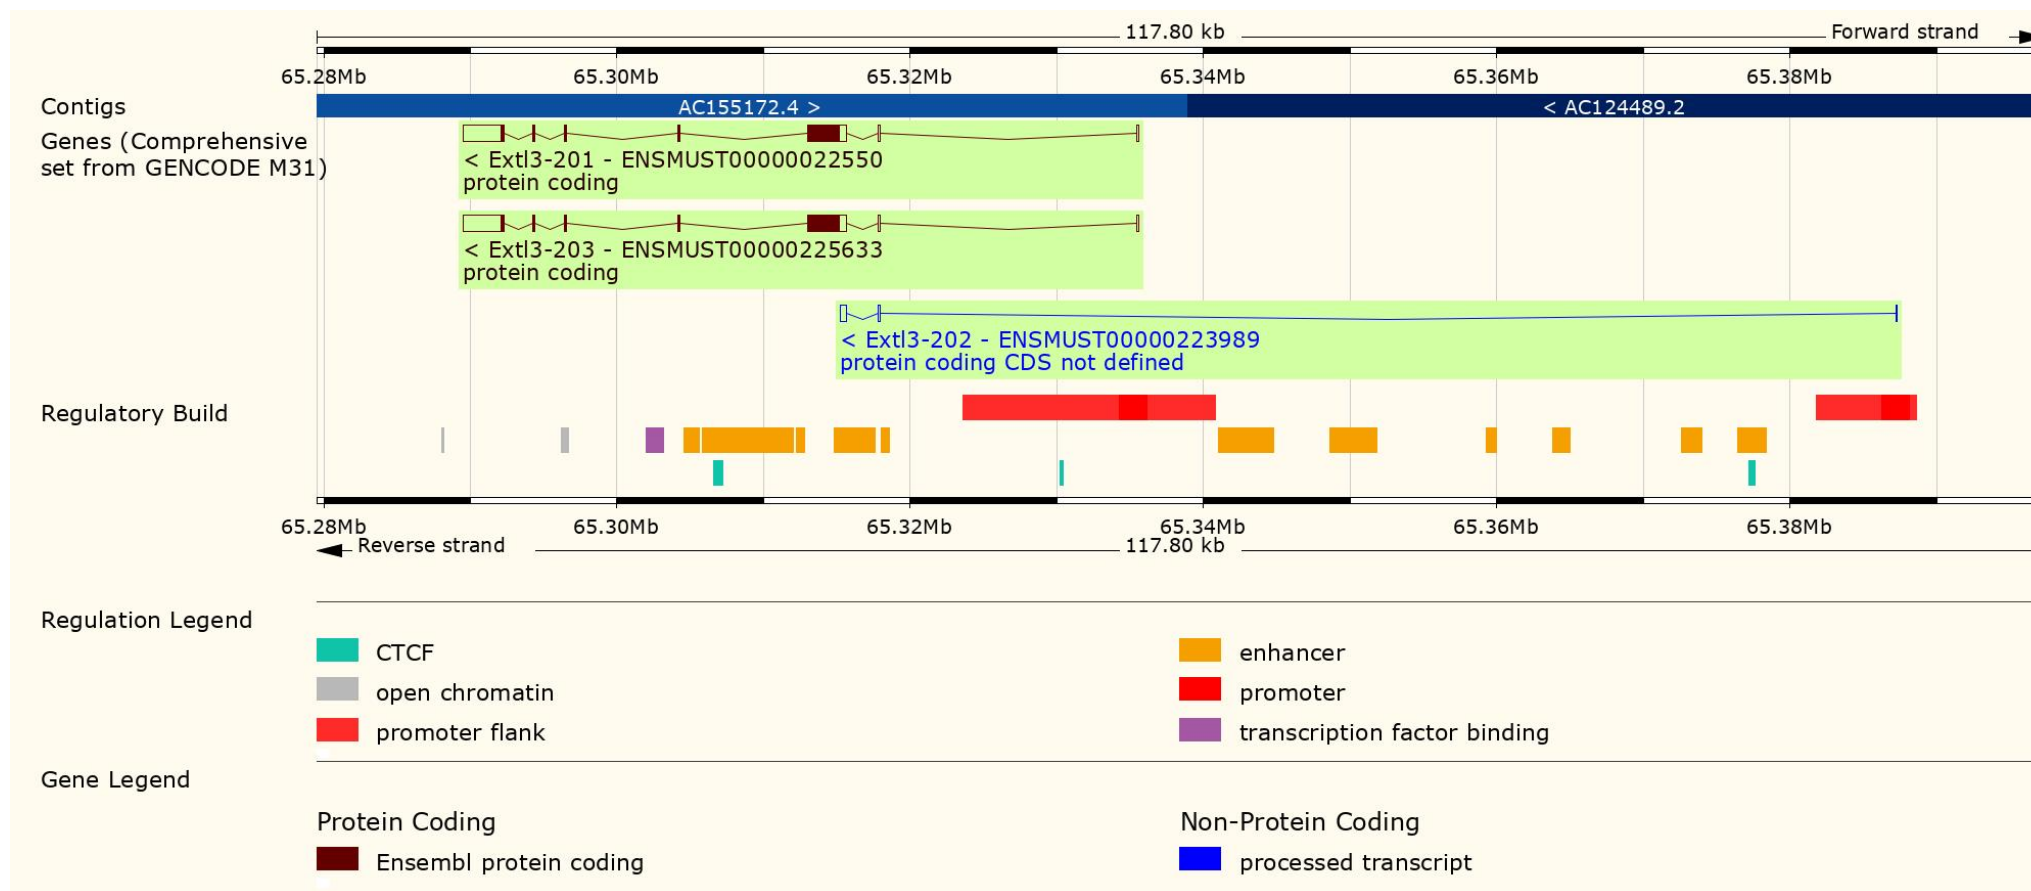 117.80 kb
Forward strand
65.28Mb 65.30Mb 65.32Mb 65.34Mb 65.36Mb 65.38Mb
Contigs
AC155172.4 >
< AC124489.2
Genes (Comprehensive
set from GENCODE M31)
< Extl3-201 - ENSMUST00000022550
protein coding
< Extl3-203 - ENSMUST00000225633
protein coding
< Extl3-202 - ENSMUST00000223989
protein coding CDS not defined
Regulatory Build
65.28Mb 65.30Mb 65.32Mb 65.34Mb 65.36Mb 65.38Mb
Reverse strand
117.80 kb
Regulation Legend
CTCF
enhancer
open chromatin
promoter
promoter flank
transcription factor binding
Gene Legend
Protein Coding
Non-Protein Coding
Ensembl protein coding
processed transcript